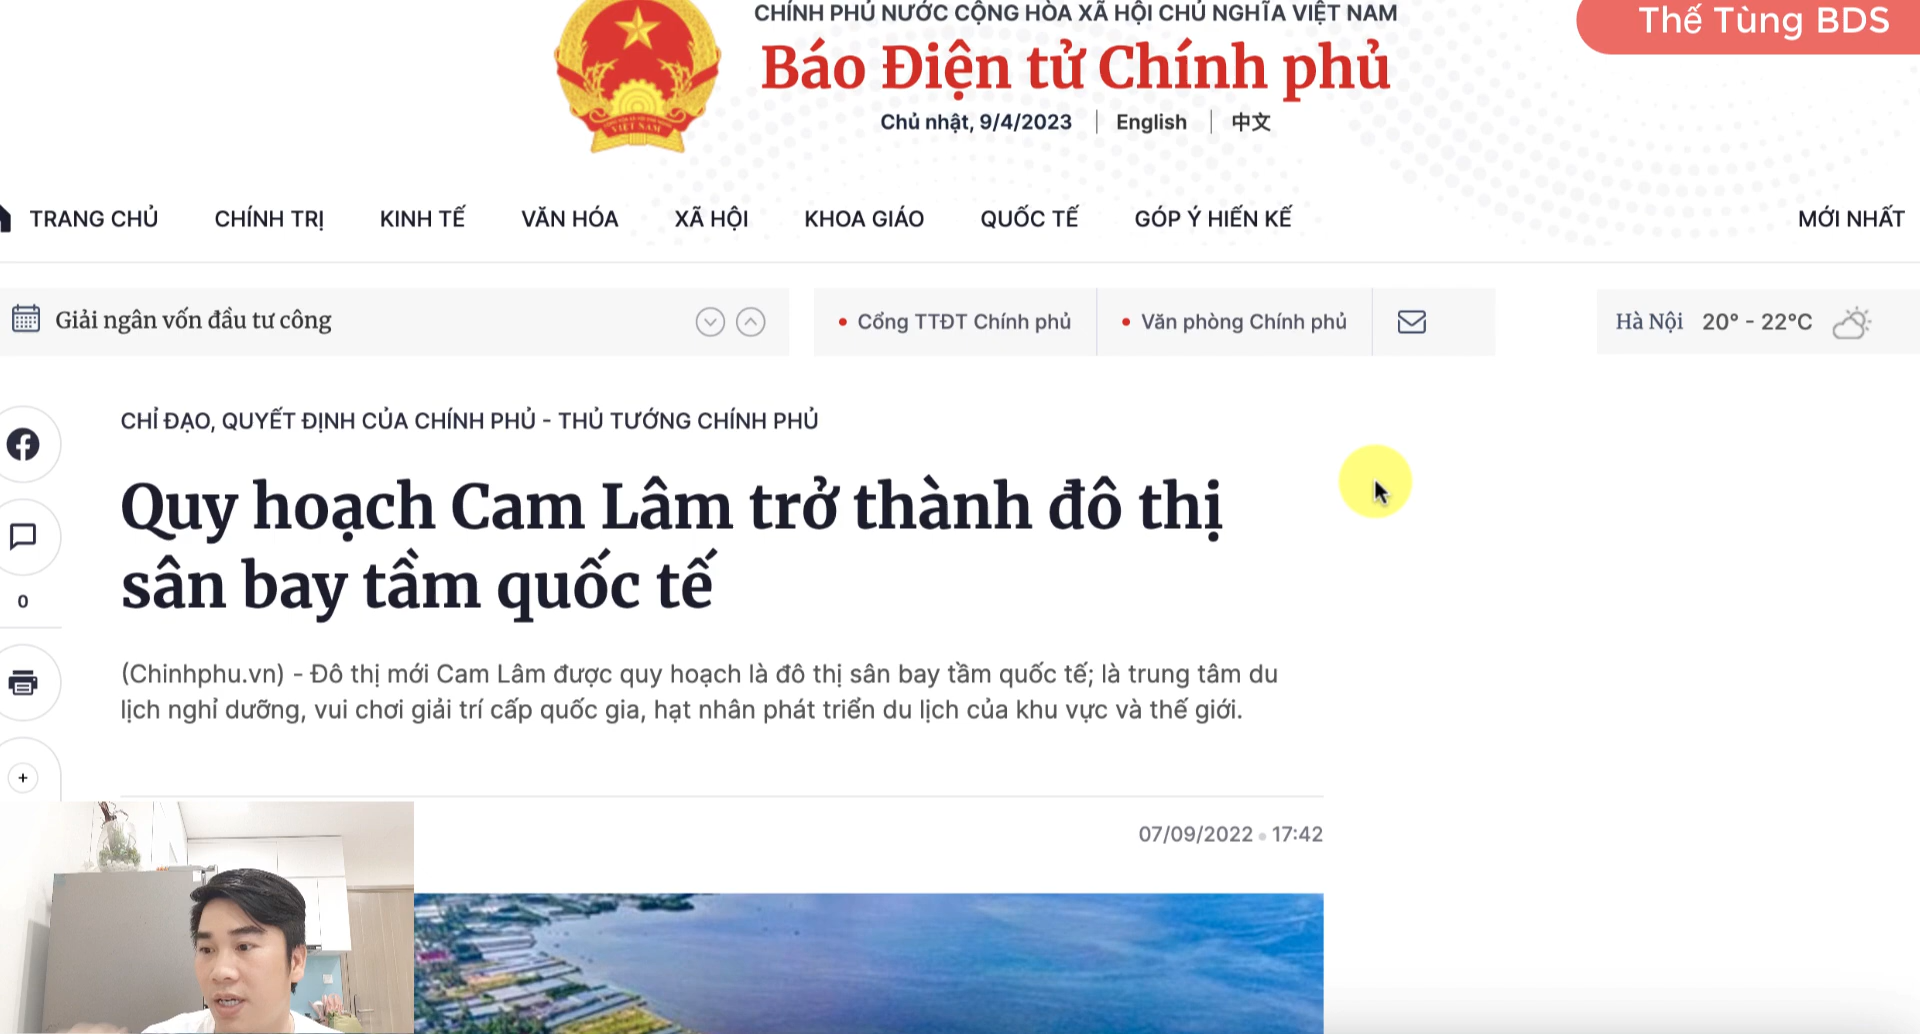 CHÍNH PHỦ NƯỚC CỘNG HÒA XÃ HỘI CHỦ NGHĨA VIỆT NAM
Thế Tùng BDS
Báo Điện tử Chính phủ
VIỆT NAM
Chủ nhật, 9/4/2023 | English | 中文
TRANG CHỦ CHÍNH TRỊ KINH TẾ VĂN HÓA XÃ HỘI KHOA GIÁO QUỐC TẾ GÓP Ý HIẾN KẾ MỚI NHẤT
Giải ngân vốn đầu tư công • Cổng TTĐT Chính phủ • Văn phòng Chính phủ Hà Nội 20° - 22°C
CHỈ ĐẠO, QUYẾT ĐỊNH CỦA CHÍNH PHỦ - THỦ TƯỚNG CHÍNH PHỦ
Quy hoạch Cam Lâm trở thành đô thị
sân bay tầm quốc tế
0
(Chinhphu.vn) - Đô thị mới Cam Lâm được quy hoạch là đô thị sân bay tầm quốc tế; là trung tâm du
lịch nghỉ dưỡng, vui chơi giải trí cấp quốc gia, hạt nhân phát triển du lịch của khu vực và thế giới.
+
07/09/2022 • 17:42